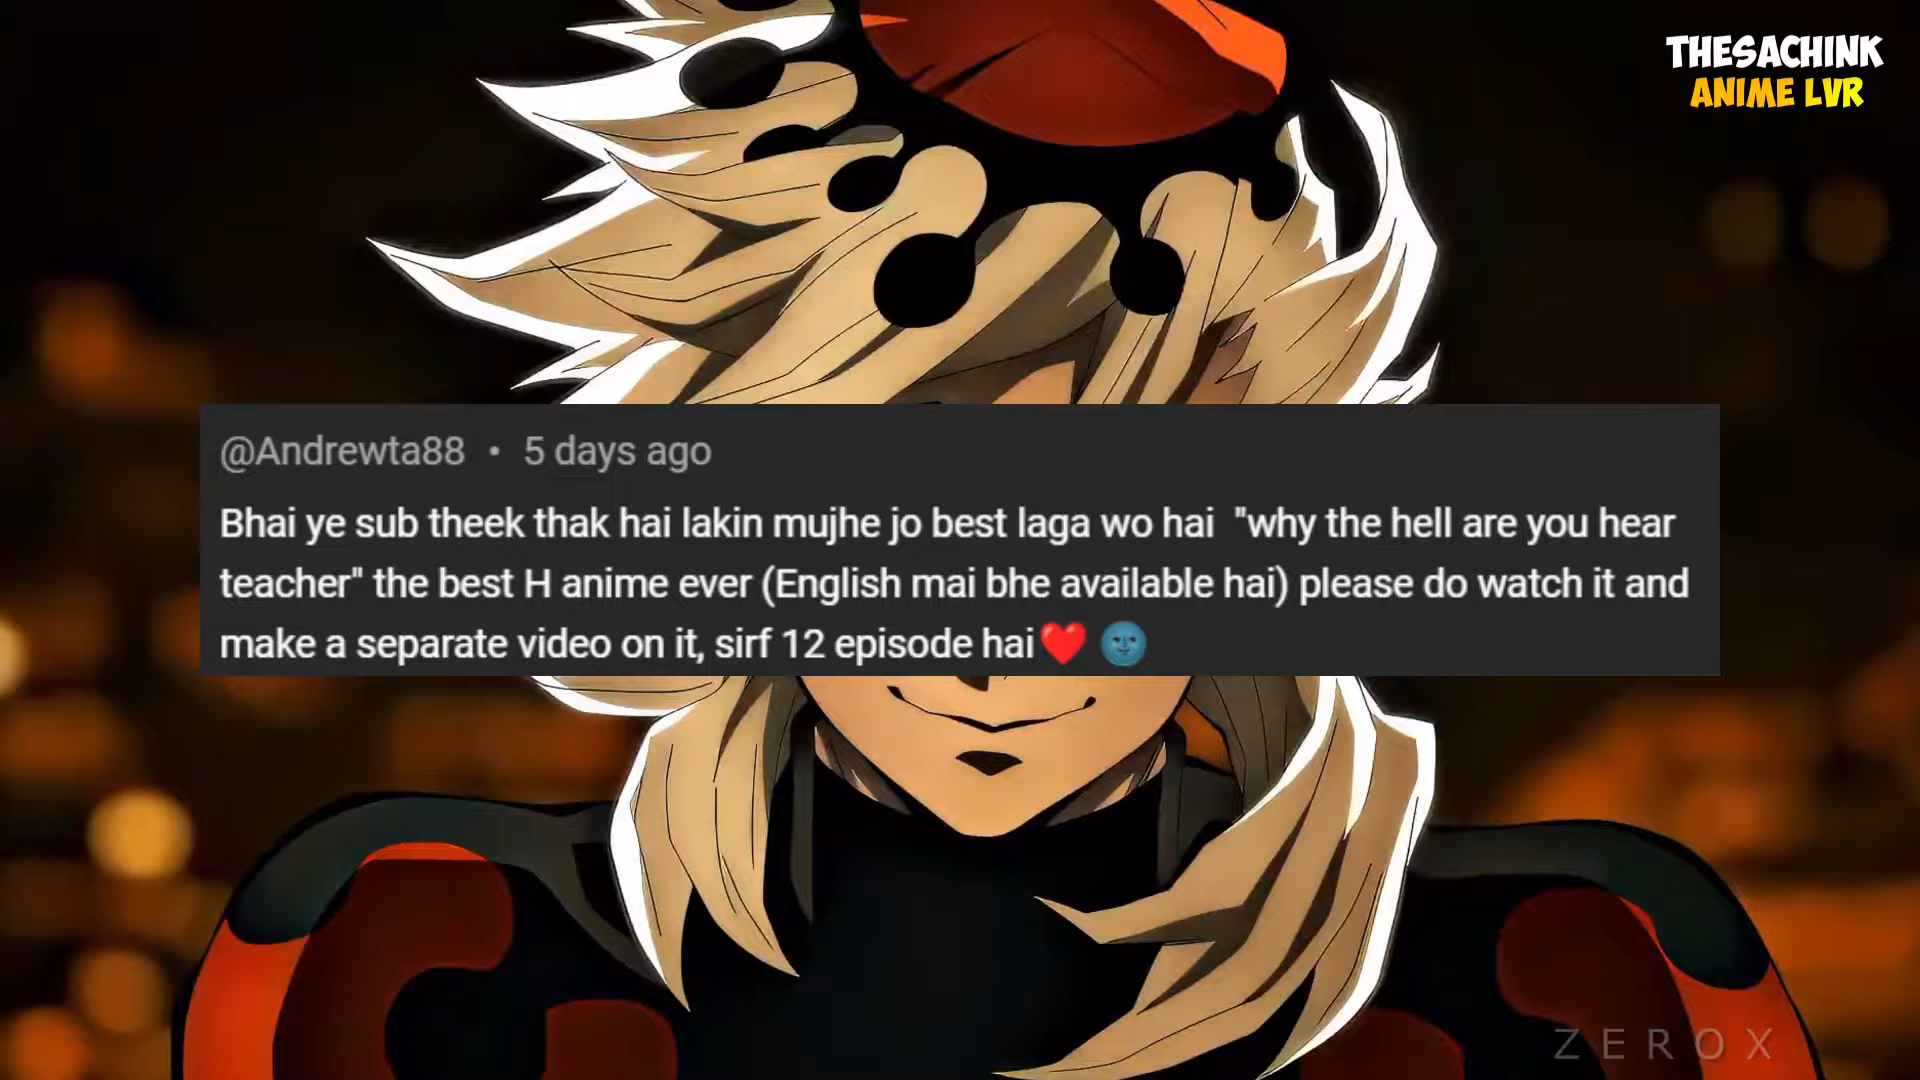 THESACHINK
ANIME LVR
@Andrewta88 • 5 days ago
Bhai ye sub theek thak hai lakin mujhe jo best laga wo hai "why the hell are you hear
teacher" the best H anime ever (English mai bhe available hai) please do watch it and
make a separate video on it, sirf 12 episode hai❤️ 🌚
ZEROX